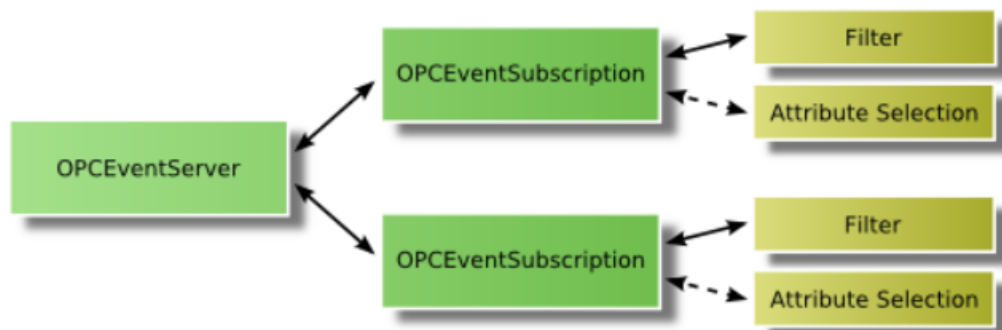 OPCEventServer
OPCEventSubscription
Filter
Attribute Selection
OPCEventSubscription
Filter
Attribute Selection